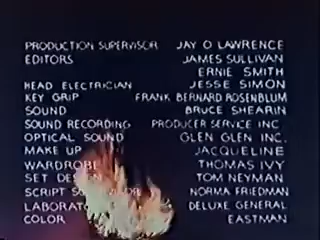 PRODUCTION SUPERVISOR JAY O LAWRENCE
EDITORS JAMES SULLIVAN
ERNIE SMITH
HEAD ELECTRICIAN JESSE SIMON
KEY GRIP FRANK BERNARD ROSENBLUM
SOUND BRUCE SHEARIN
SOUND RECORDING PRODUCER SERVICE INC.
OPTICAL SOUND GLEN GLEN INC.
MAKE UP JACQUELINE
WARDROBE THOMAS IVY
SET TOM NEYMAN
SCRIPT NORMA FRIEDMAN
DELUXE GENERAL
COLOR EASTMAN